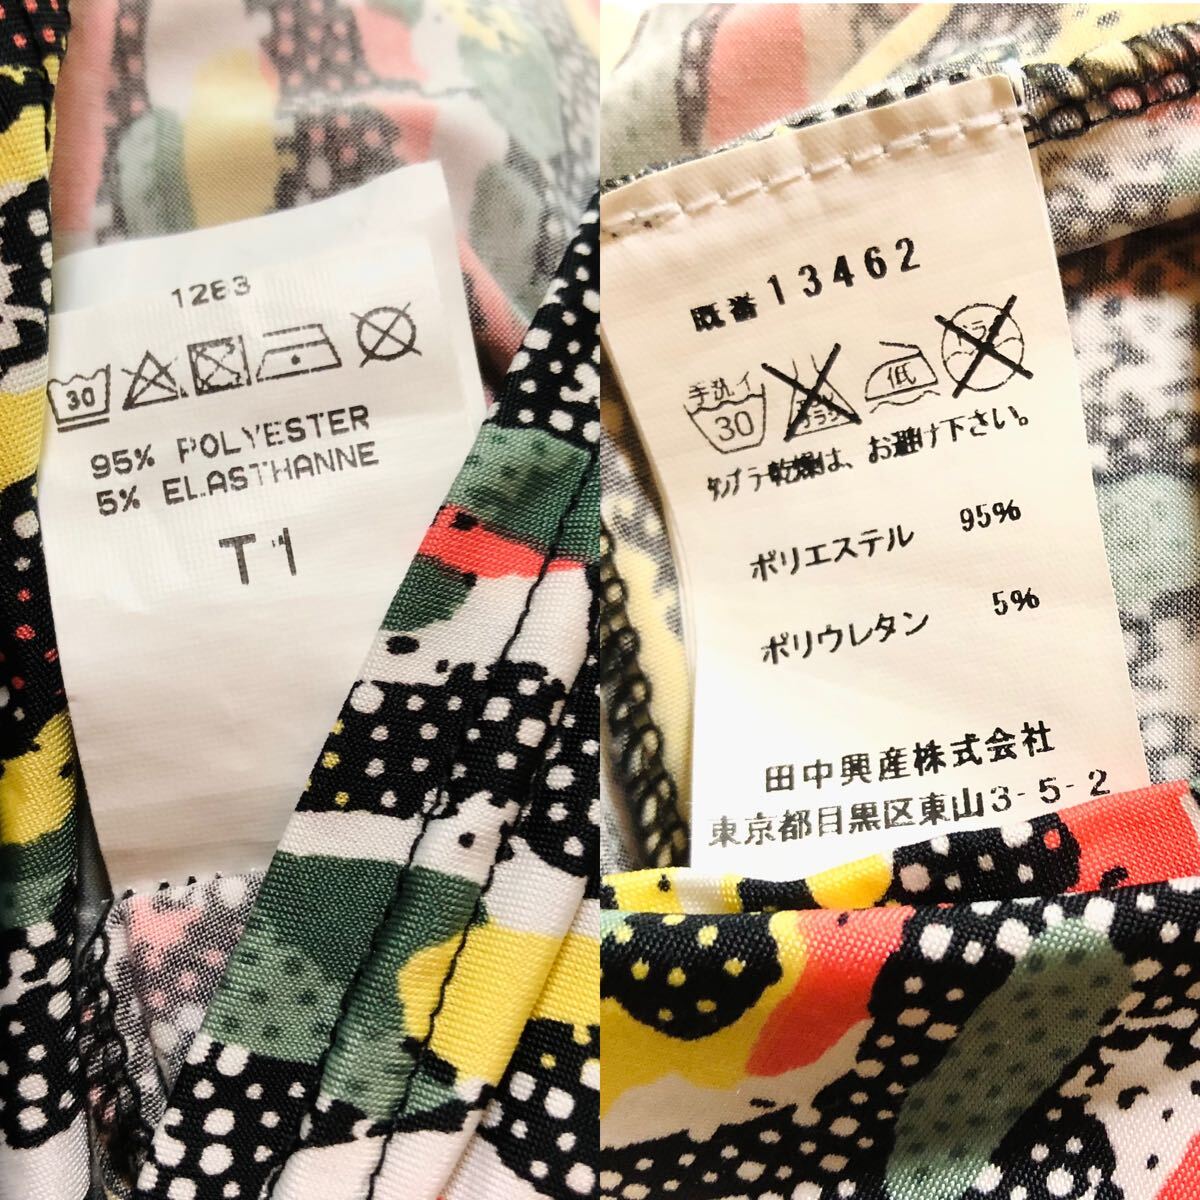 1283
30
95% POLYESTER
5% ELASTHANNE
T1
既番 13462
手洗イ
30
低
タンブラ乾燥は、お避け下さい。
ポリエステル 95%
ポリウレタン 5%
田中興産株式会社
東京都目黒区東山3-5-2